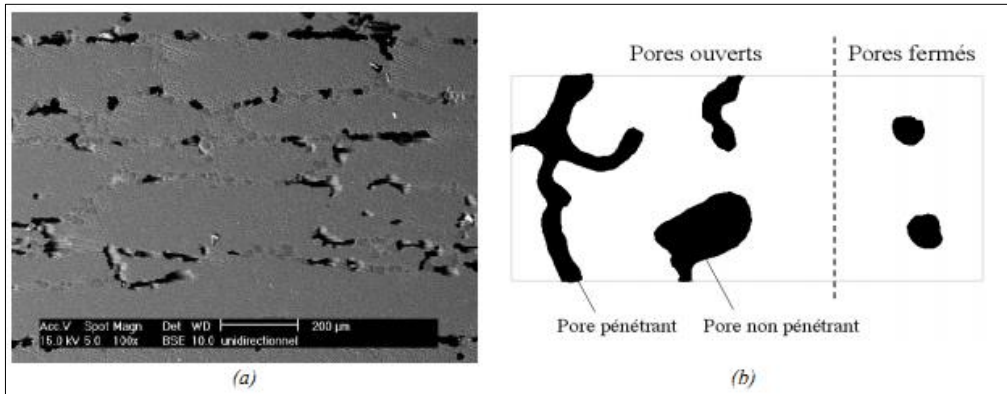 Acc.V Spot Magn Det WD 200 µm
15.0 kV 5.0 100x BSE 10.0 unidirectionnel
(a)
Pores ouverts
Pores fermés
Pore pénétrant
Pore non pénétrant
(b)